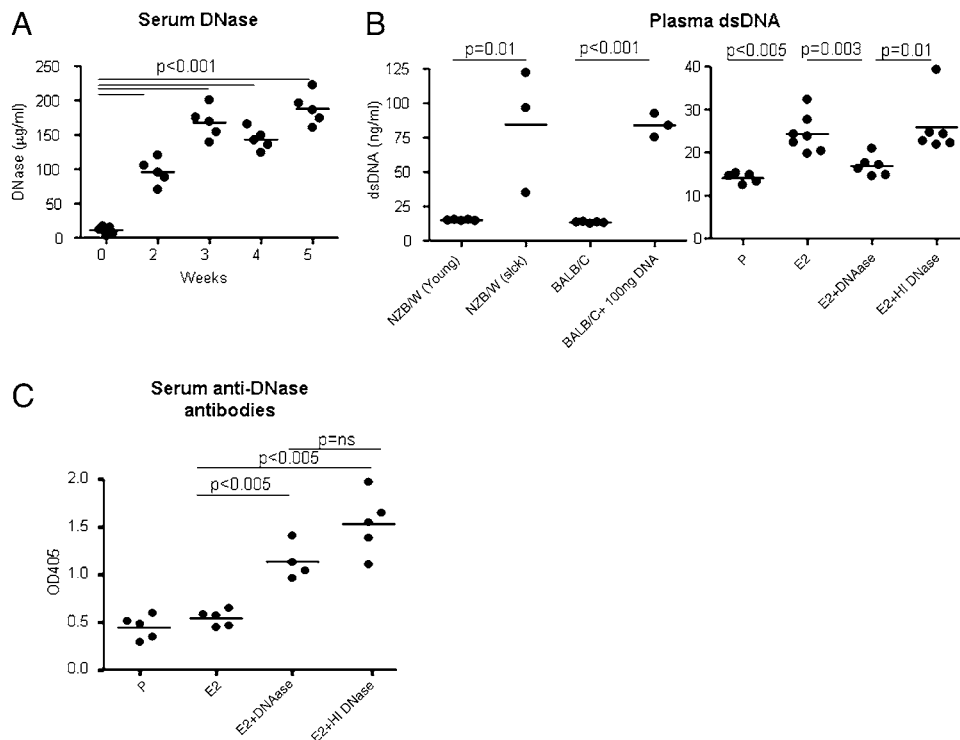 A
Serum DNase
p<0.001
250
200
150
100
50
0
DNase (µg/ml)
0 2 3 4 5
Weeks
B
Plasma dsDNA
p=0.01 p<0.001
125
100
75
50
25
0
dsDNA (ng/ml)
NZB/W (Young)
NZB/W (sick)
BALB/C
BALB/C+ 100ng DNA
p<0.005 p=0.003 p=0.01
40
30
20
10
0
P
E2
E2+DNAase
E2+HI DNase
C
Serum anti-DNase
antibodies
p=ns
p<0.005
p<0.005
2.0
1.5
1.0
0.5
0.0
OD405
P
E2
E2+DNAase
E2+HI DNase